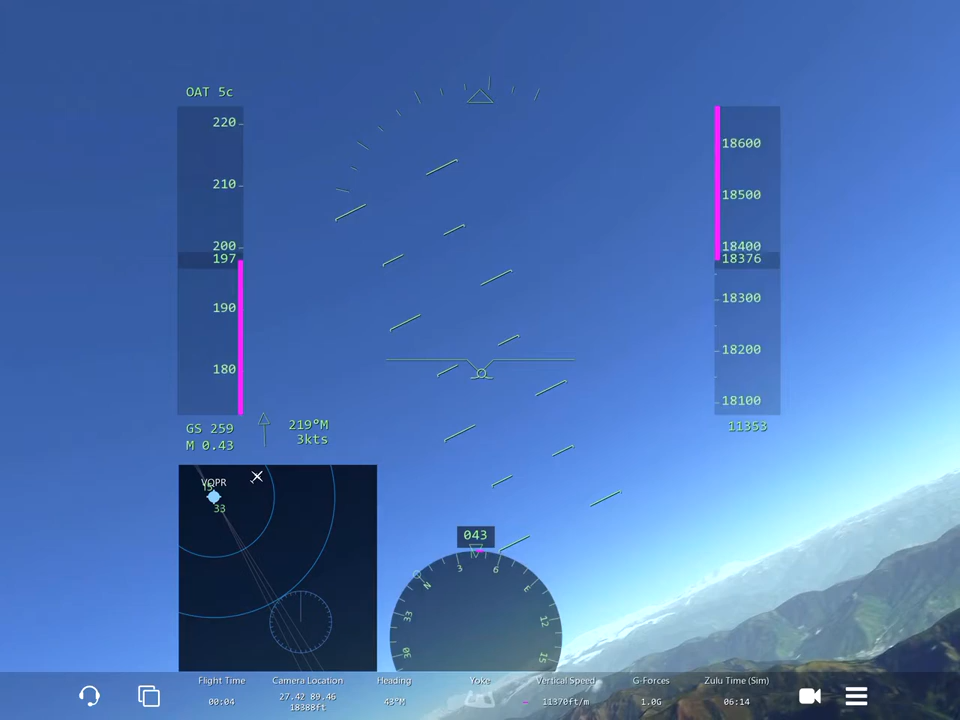 OAT 5c
220
210
200
197
190
180
GS 259
M 0.43
219°M
3kts
18600
18500
18400
18376
18300
18200
18100
11353
VQPR
15
33
043
N
3
6
E
12
15
33
30
Flight Time
00:04
Camera Location
27.42 89.46
18388ft
Heading
43°M
Yoke
Vertical Speed
11370ft/m
G-Forces
1.0G
Zulu Time (Sim)
06:14